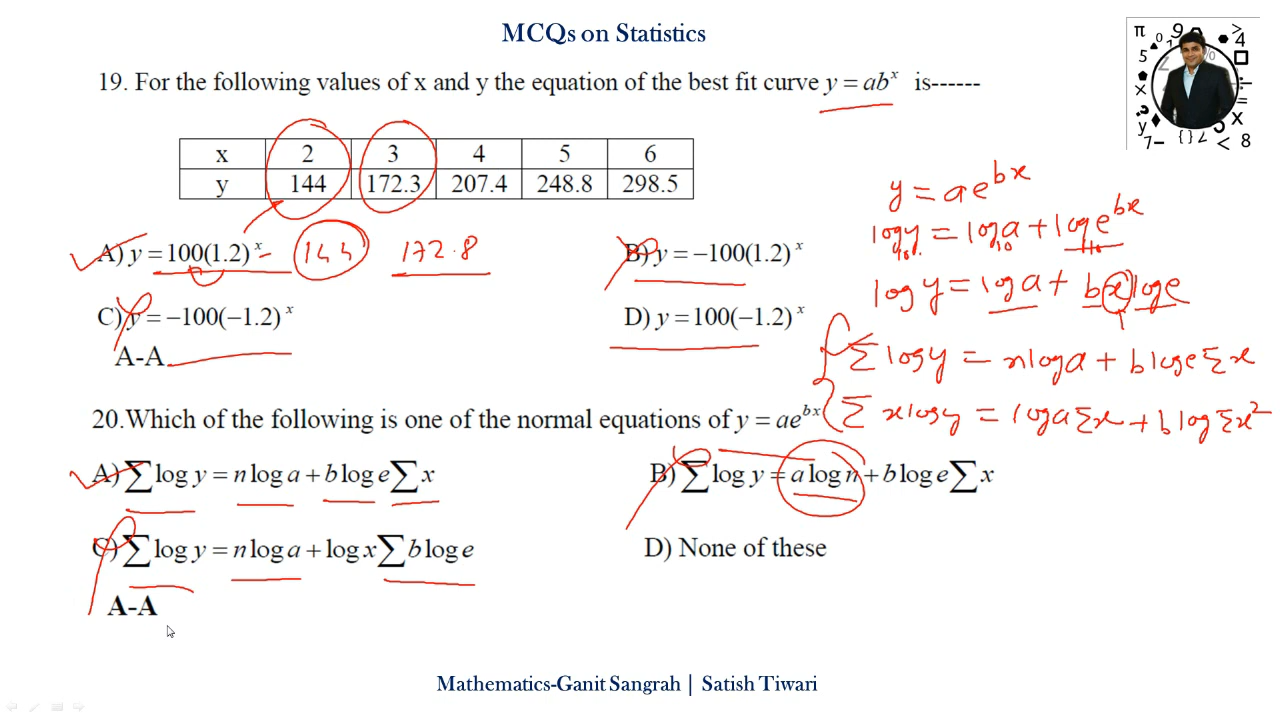 MCQs on Statistics
19. For the following values of x and y the equation of the best fit curve y = ab^x is------
x 2 3 4 5 6
y 144 172.3 207.4 248.8 298.5
A) y = 100(1.2)^x = 144 172.8
B) y = −100(1.2)^x
C) y = −100(−1.2)^x
D) y = 100(−1.2)^x
A-A
y = ae^bx
log y = log a + log e^bx
log y = log a + bx log e
∑ log y = n log a + b log e ∑ x
∑ x log y = log a ∑x + b log ∑x²
20.Which of the following is one of the normal equations of y = ae^bx
A) ∑ log y = n log a + b log e ∑ x
B) ∑ log y = a log n + b log e ∑ x
C) ∑ log y = n log a + log x ∑ b log e
D) None of these
A-A
Mathematics-Ganit Sangrah | Satish Tiwari